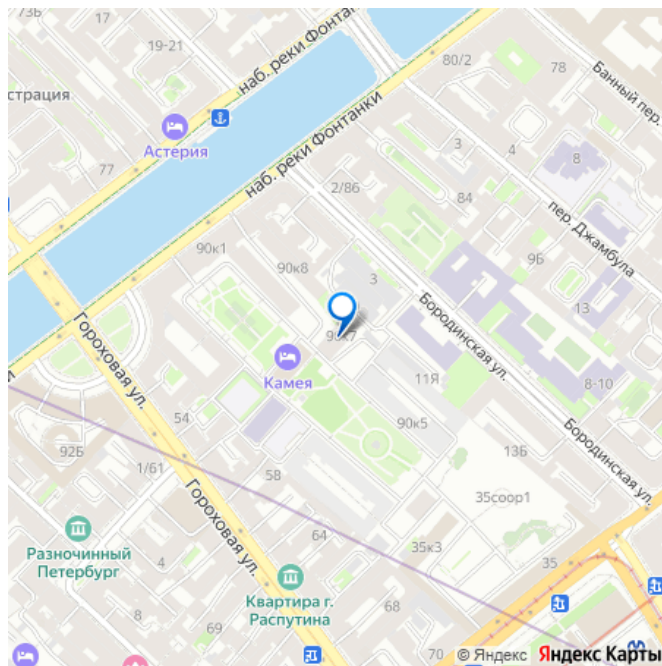 73Б
17
80/2
78
19-21
наб. реки Фонтанки
Банный пер.
страция
Астерия
наб. реки Фонтанки
3
4
8
77
2/86
84
пер. Джамбула
90к1
90к8
9Б
3
13
Бородинская ул.
90к7
Гороховая ул.
Камея
11Я
8-10
54
90к5
Бородинская ул.
92Б
1/61
13Б
58
35соор1
Гороховая ул.
Разночинный
Петербург
64
35к3
35
4
Квартира г.
Распутина
8
68
69
70
© Яндекс Яндекс Карты